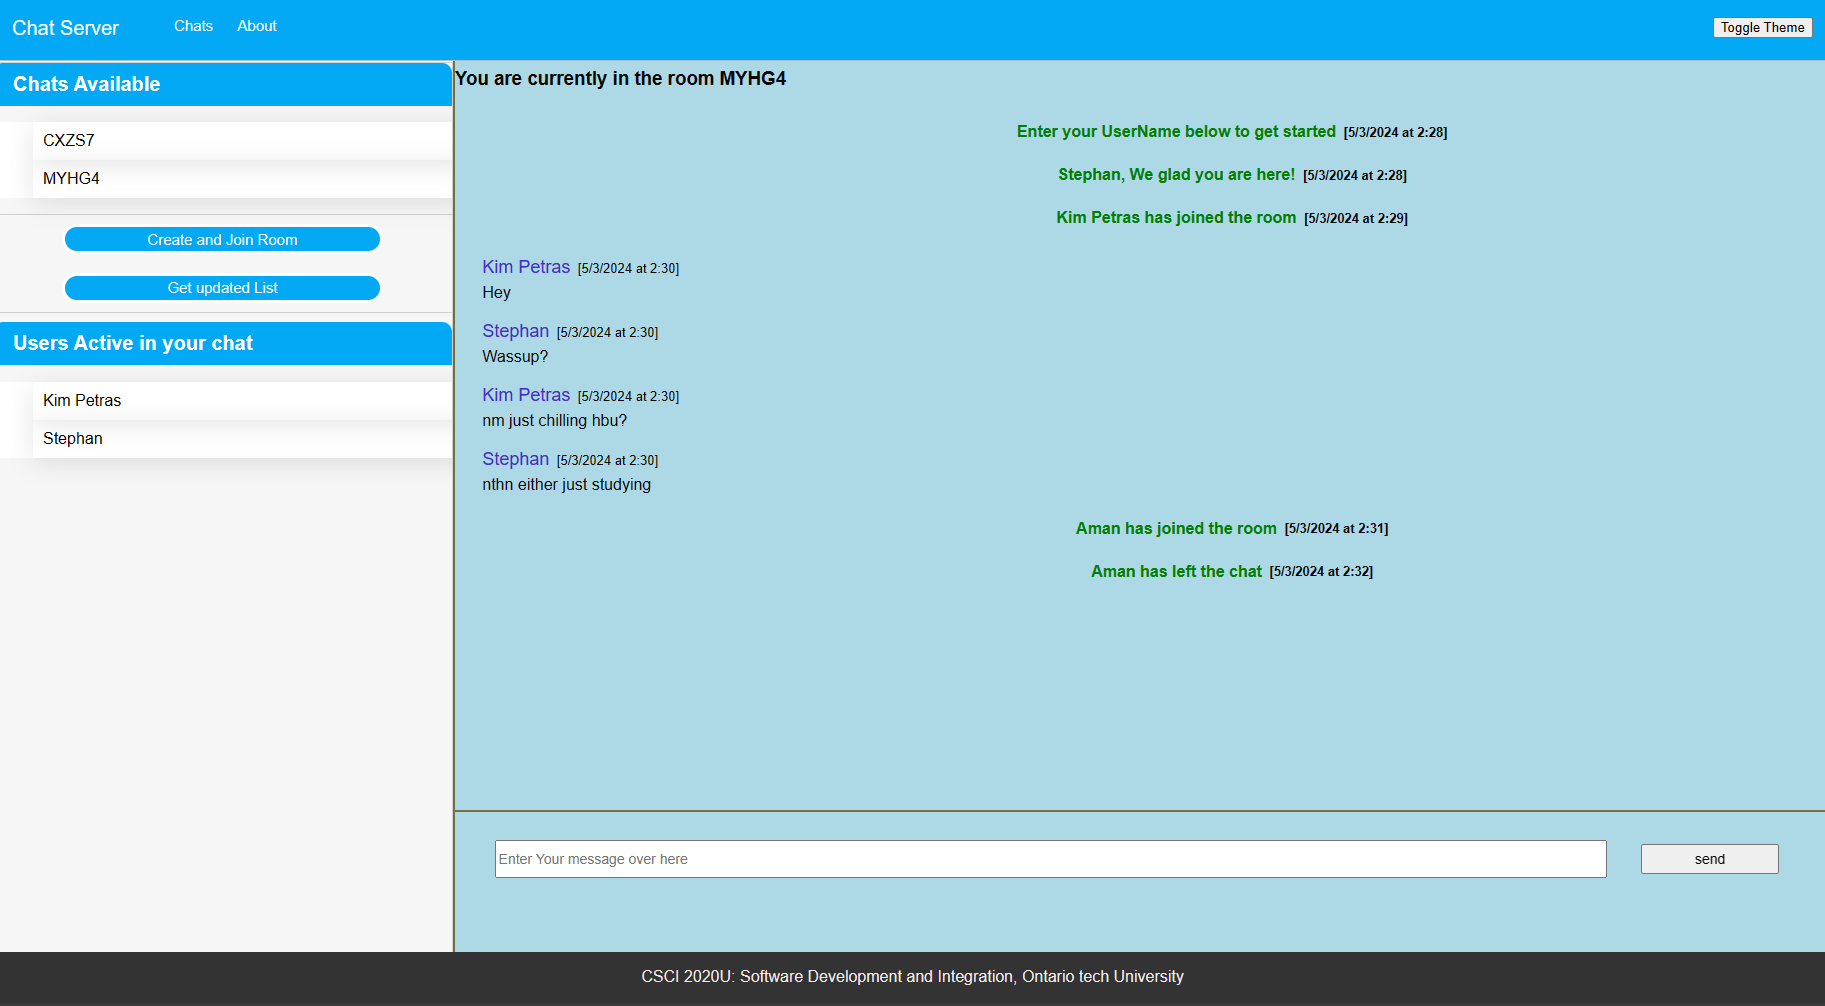 Chat Server
Chats
About
Toggle Theme
Chats Available
CXZS7
MYHG4
Create and Join Room
Get updated List
Users Active in your chat
Kim Petras
Stephan
You are currently in the room MYHG4
Enter your UserName below to get started [5/3/2024 at 2:28]
Stephan, We glad you are here! [5/3/2024 at 2:28]
Kim Petras has joined the room [5/3/2024 at 2:29]
Kim Petras [5/3/2024 at 2:30]
Hey
Stephan [5/3/2024 at 2:30]
Wassup?
Kim Petras [5/3/2024 at 2:30]
nm just chilling hbu?
Stephan [5/3/2024 at 2:30]
nthn either just studying
Aman has joined the room [5/3/2024 at 2:31]
Aman has left the chat [5/3/2024 at 2:32]
Enter Your message over here
send
CSCI 2020U: Software Development and Integration, Ontario tech University